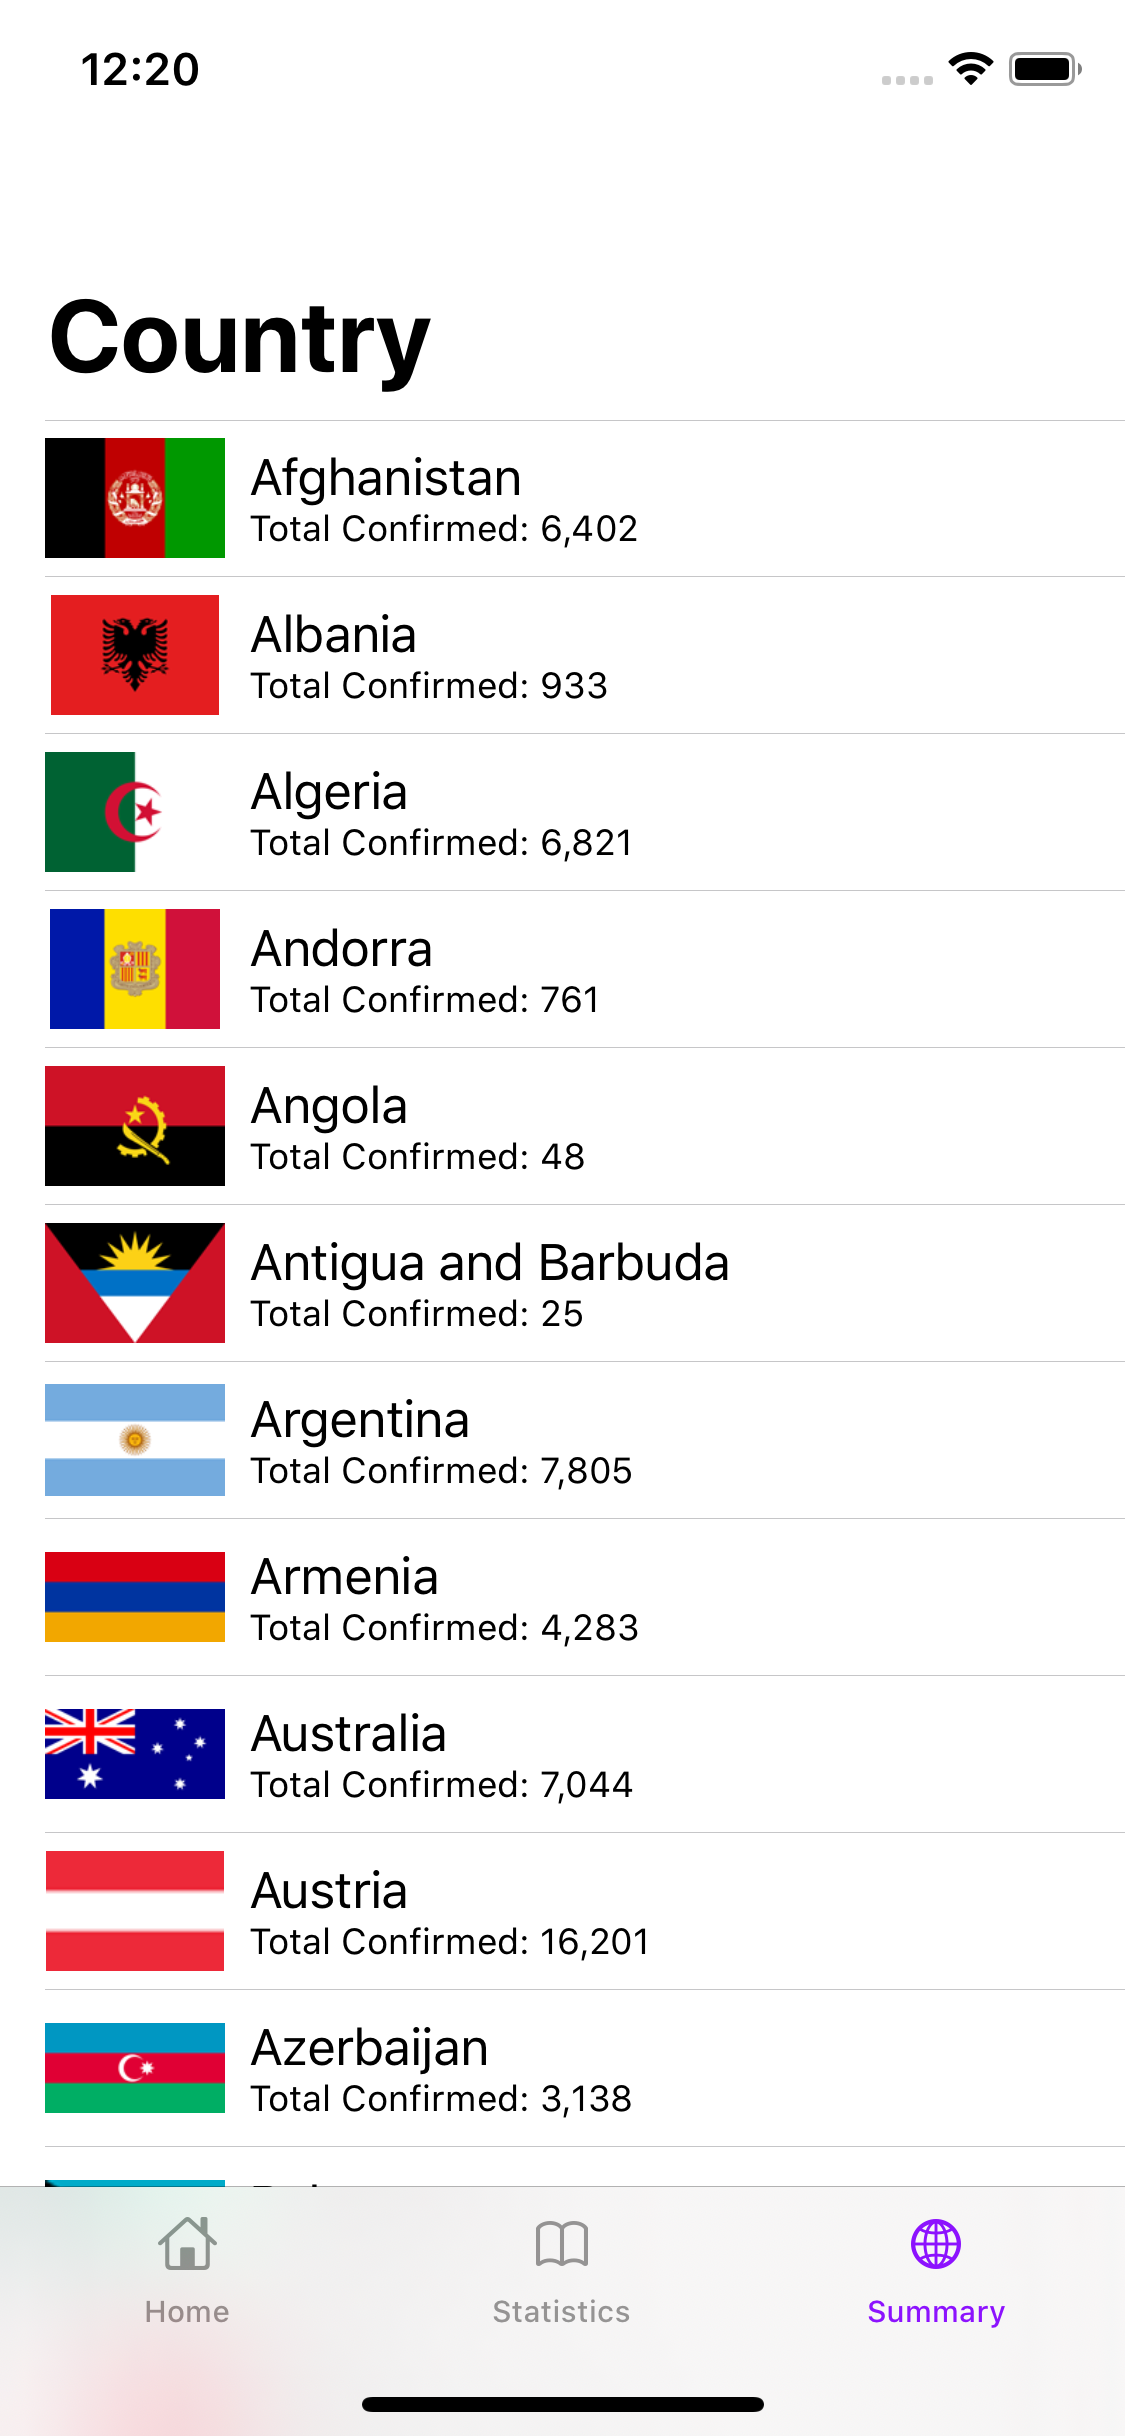 12:20
Country
Afghanistan
Total Confirmed: 6,402
Albania
Total Confirmed: 933
Algeria
Total Confirmed: 6,821
Andorra
Total Confirmed: 761
Angola
Total Confirmed: 48
Antigua and Barbuda
Total Confirmed: 25
Argentina
Total Confirmed: 7,805
Armenia
Total Confirmed: 4,283
Australia
Total Confirmed: 7,044
Austria
Total Confirmed: 16,201
Azerbaijan
Total Confirmed: 3,138
Home
Statistics
Summary